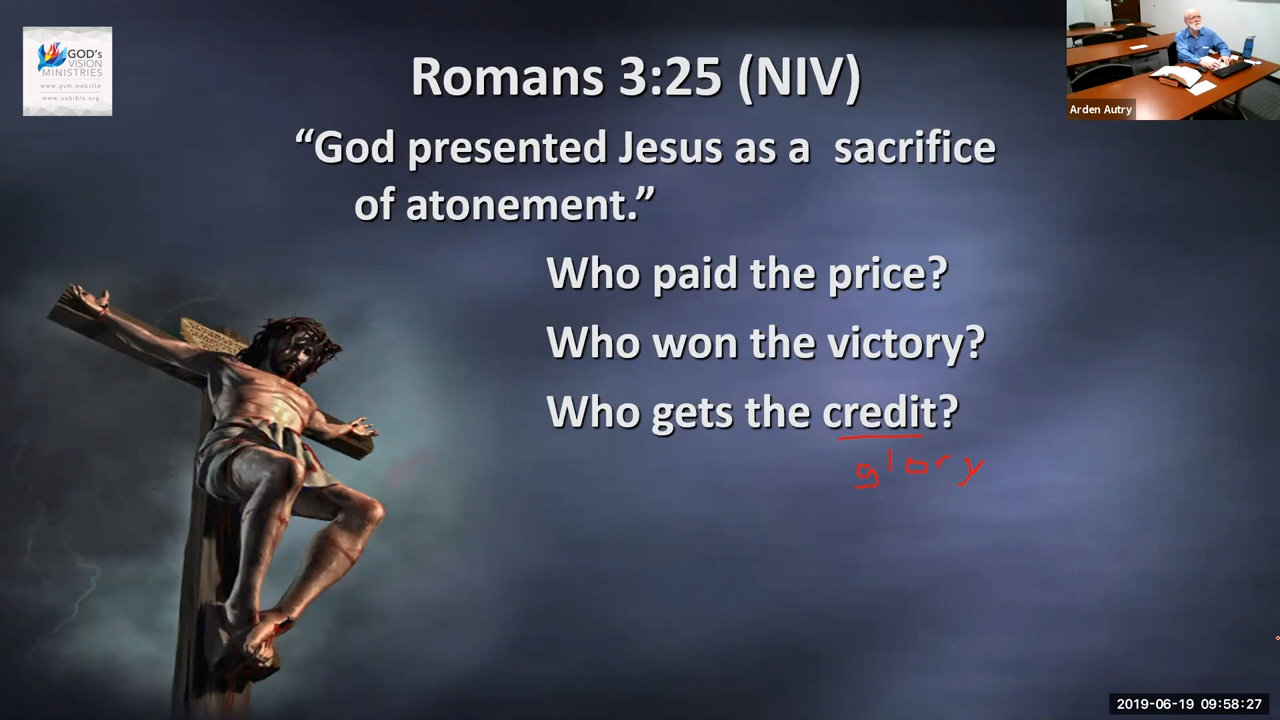 GOD's
VISION
MINISTRIES
www.gvm.website
www.uabible.org
Romans 3:25 (NIV)
“God presented Jesus as a sacrifice
of atonement.”
Who paid the price?
Who won the victory?
Who gets the credit?
glory
Arden Autry
2019-06-19 09:58:27